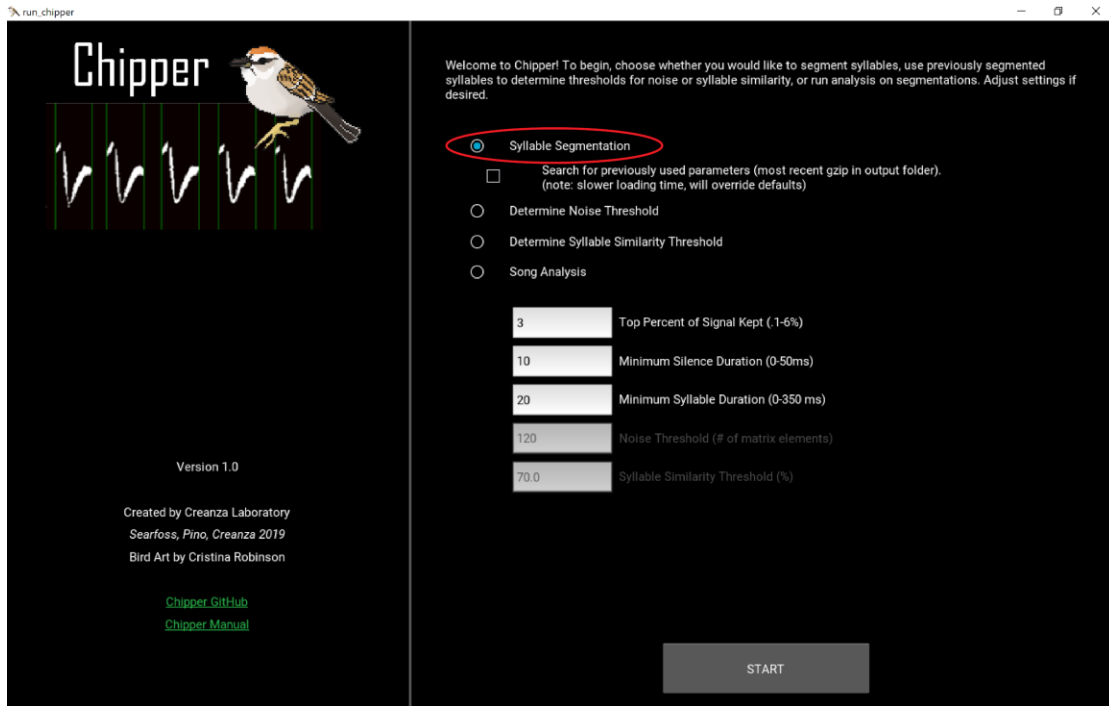 run_chipper
Chipper
Welcome to Chipper! To begin, choose whether you would like to segment syllables, use previously segmented
syllables to determine thresholds for noise or syllable similarity, or run analysis on segmentations. Adjust settings if
desired.
Syllable Segmentation
Search for previously used parameters (most recent gzip in output folder).
(note: slower loading time, will override defaults)
Determine Noise Threshold
Determine Syllable Similarity Threshold
Song Analysis
3 Top Percent of Signal Kept (.1-6%)
10 Minimum Silence Duration (0-50ms)
20 Minimum Syllable Duration (0-350 ms)
120 Noise Threshold (# of matrix elements)
70.0 Syllable Similarity Threshold (%)
Version 1.0
Created by Creanza Laboratory
Searfoss, Pino, Creanza 2019
Bird Art by Cristina Robinson
Chipper GitHub
Chipper Manual
START